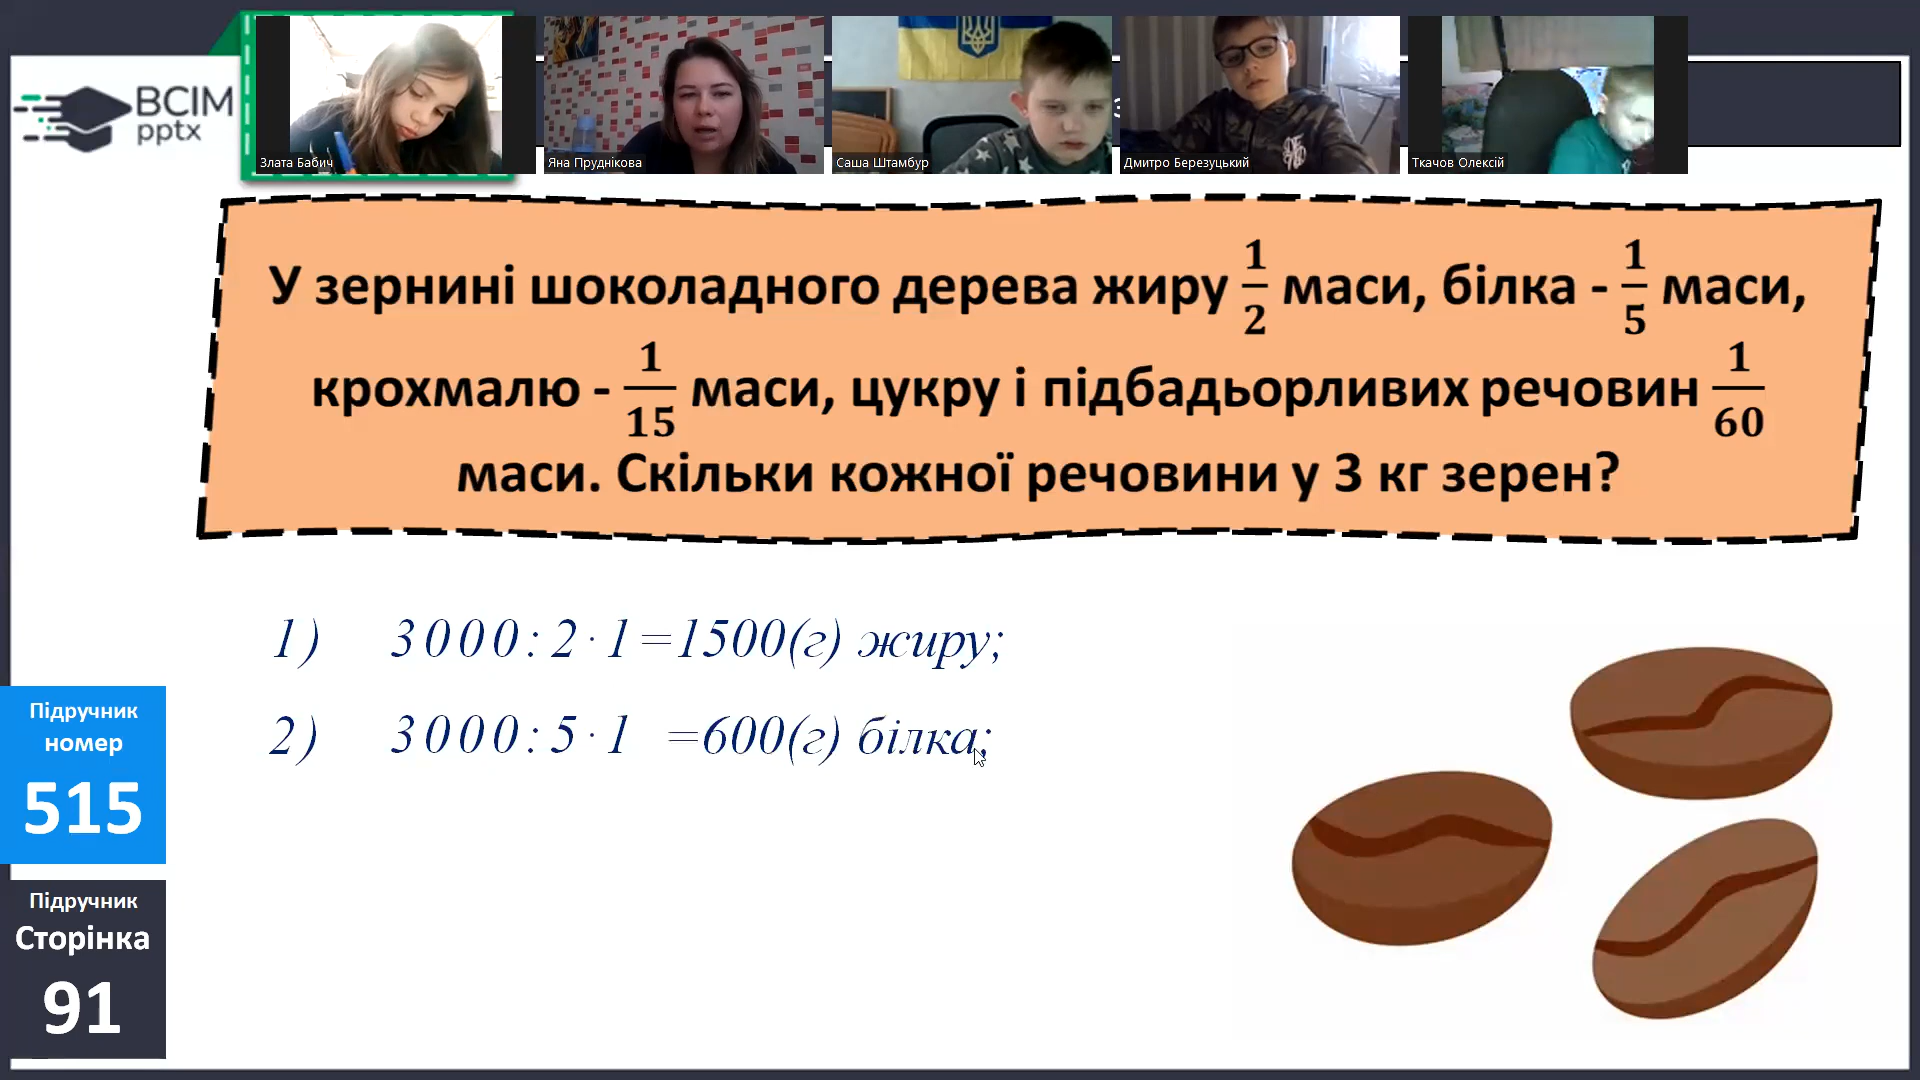 BCIM
pptx
Злата Бабич
Яна Пруднікова
Саша Штамбур
Дмитро Березуцький
Ткачов Олексій
У зернині шоколадного дерева жиру 1/2 маси, білка - 1/5 маси,
крохмалю - 1/15 маси, цукру і підбадьорливих речовин 1/60
маси. Скільки кожної речовини у 3 кг зерен?
1) 3000:2·1=1500(г) жиру;
2) 3000:5·1 =600(г) білка;
Підручник
номер
515
Підручник
Сторінка
91